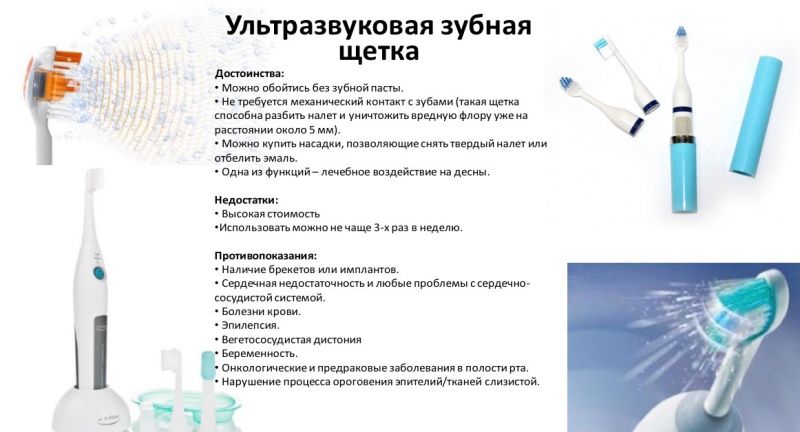 Ультразвуковая зубная
щетка
Достоинства:
• Можно обойтись без зубной пасты.
• Не требуется механический контакт с зубами (такая щетка
способна разбить налет и уничтожить вредную флору уже на
расстоянии около 5 мм).
• Можно купить насадки, позволяющие снять твердый налет или
отбелить эмаль.
• Одна из функций – лечебное воздействие на десны.
Недостатки:
• Высокая стоимость
•Использовать можно не чаще 3-х раз в неделю.
Противопоказания:
• Наличие брекетов или имплантов.
• Сердечная недостаточность и любые проблемы с сердечно-
сосудистой системой.
• Болезни крови.
• Эпилепсия.
• Вегетососудистая дистония
• Беременность.
• Онкологические и предраковые заболевания в полости рта.
• Нарушение процесса ороговения эпителий/тканей слизистой.